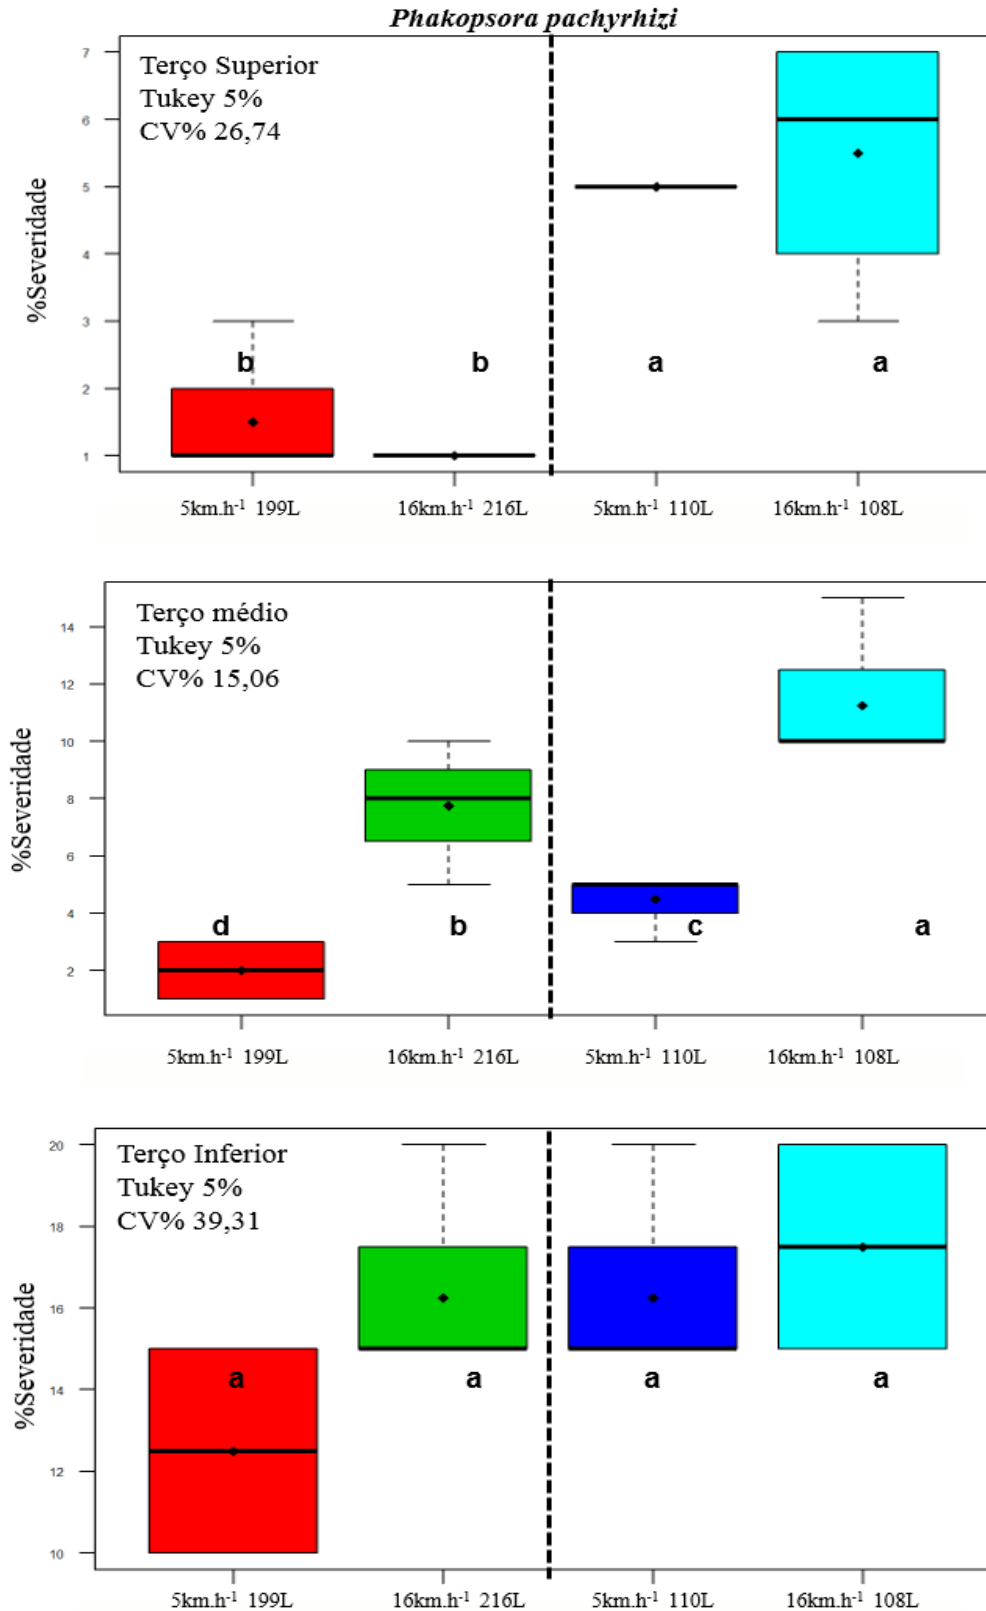 Phakopsora pachyrhizi
Terço Superior
Tukey 5%
CV% 26,74
%Severidade
7
6
5
4
3
2
1
b b a a
5km.h-1 199L 16km.h-1 216L 5km.h-1 110L 16km.h-1 108L
Terço médio
Tukey 5%
CV% 15,06
%Severidade
14
12
10
8
6
4
2
d b c a
5km.h-1 199L 16km.h-1 216L 5km.h-1 110L 16km.h-1 108L
Terço Inferior
Tukey 5%
CV% 39,31
%Severidade
20
18
16
14
12
10
a a a a
5km.h-1 199L 16km.h-1 216L 5km.h-1 110L 16km.h-1 108L